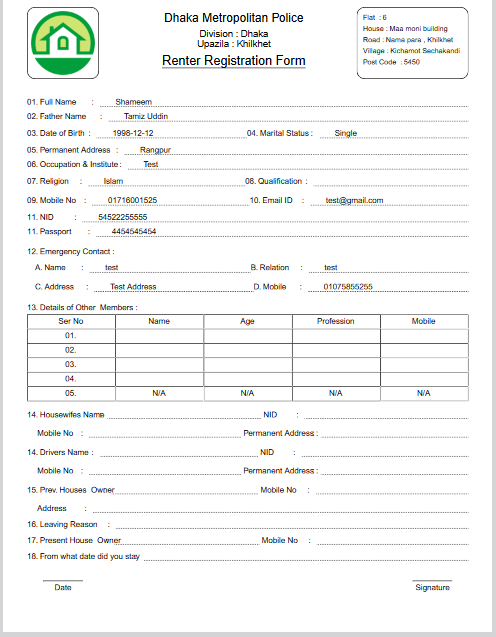 Dhaka Metropolitan Police
Division : Dhaka
Upazila : Khilkhet
Renter Registration Form
Flat : 6
House : Maa moni building
Road : Nama para , Khilkhet
Village : Kichamot Sachakandi
Post Code : 5450
01. Full Name : Shameem
02. Father Name : Tamiz Uddin
03. Date of Birth : 1998-12-12 04. Marital Status : Single
05. Permanent Address : Rangpur
06. Occupation & Institute : Test
07. Religion : Islam 08. Qualification :
09. Mobile No : 01716001525 10. Email ID : test@gmail.com
11. NID : 54522255555
11. Passport : 4454545454
12. Emergency Contact :
A. Name : test B. Relation : test
C. Address : Test Address D. Mobile : 01075855255
13. Details of Other Members :
Ser No Name Age Profession Mobile
01.
02.
03.
04.
05. N/A N/A N/A N/A
14. Housewifes Name NID :
Mobile No : Permanent Address :
14. Drivers Name : NID :
Mobile No : Permanent Address :
15. Prev. Houses Owner Mobile No :
Address :
16. Leaving Reason :
17. Present House Owner Mobile No :
18. From what date did you stay
Date Signature